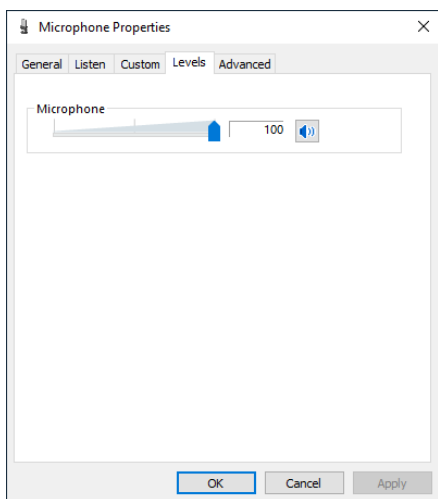 Microphone Properties
General Listen Custom Levels Advanced
Microphone
100
OK Cancel Apply